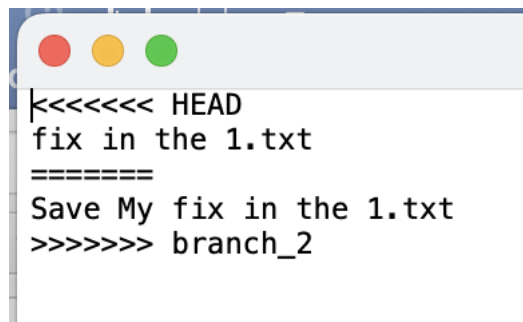 <<<<<<< HEAD
fix in the 1.txt
=======
Save My fix in the 1.txt
>>>>>>> branch_2